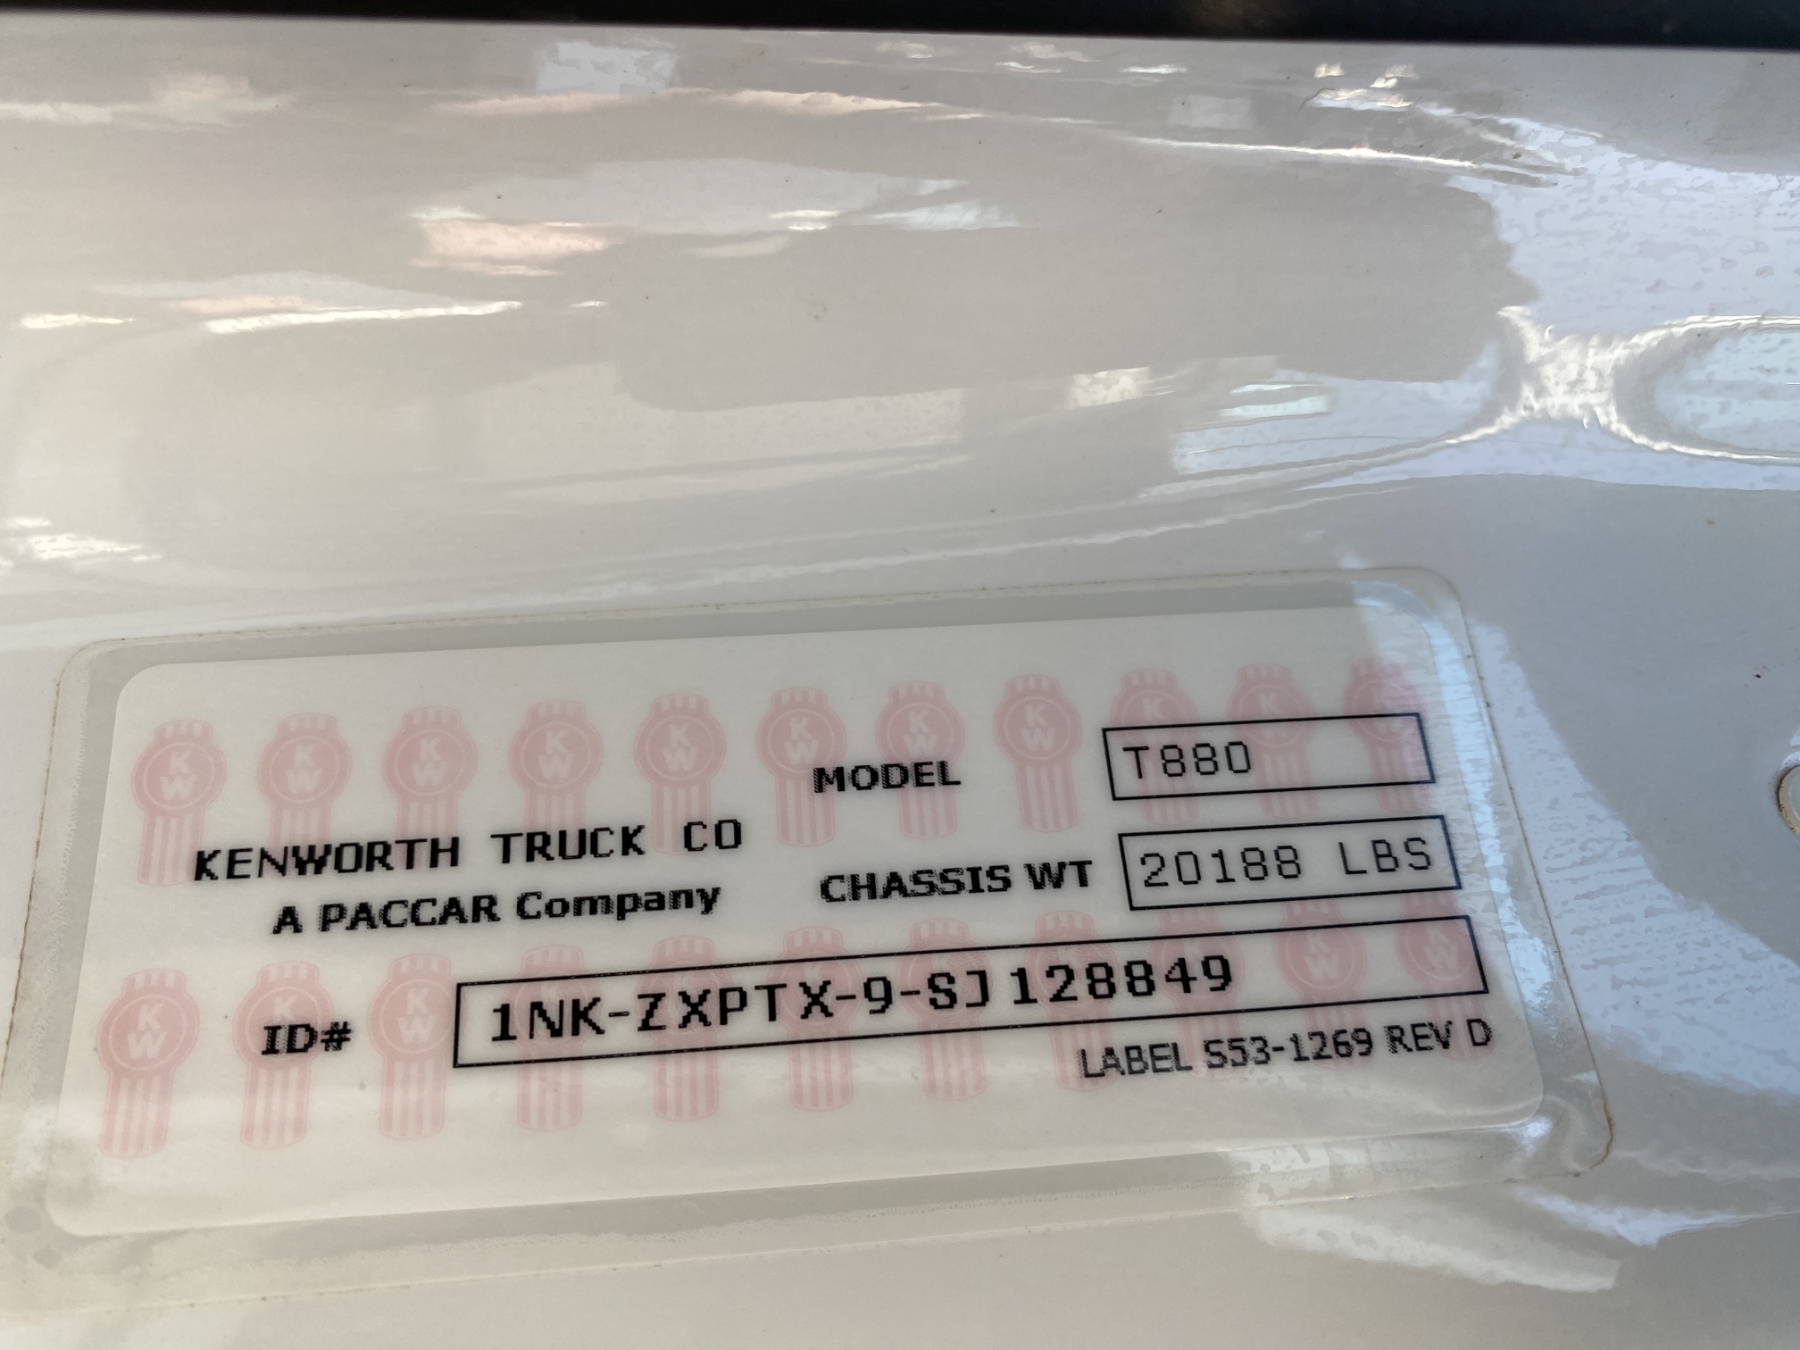 MODEL T880
KENWORTH TRUCK CO
A PACCAR Company
CHASSIS WT 20188 LBS
ID# 1NK-ZXPTX-9-SJ128849
LABEL S53-1269 REV D